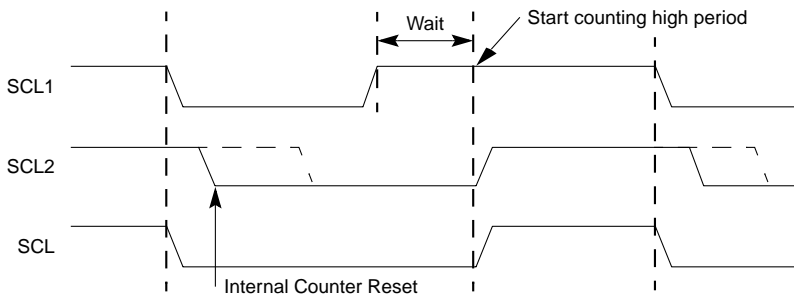 Wait
Start counting high period
SCL1
SCL2
SCL
Internal Counter Reset